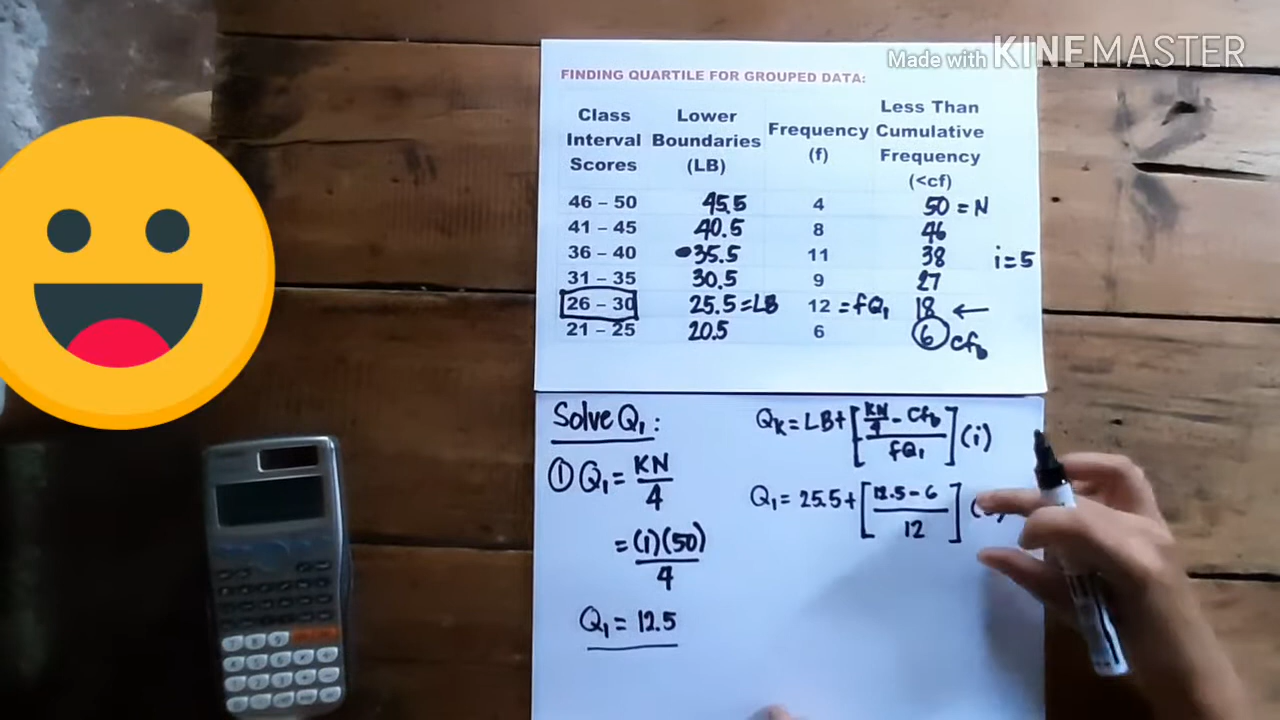 Made with KINEMASTER
FINDING QUARTILE FOR GROUPED DATA:
Class Interval Scores
Lower Boundaries (LB)
Frequency (f)
Less Than Cumulative Frequency (<cf)
46 – 50 45.5 4 50 = N
41 – 45 40.5 8 46
36 – 40 35.5 11 38 i = 5
31 – 35 30.5 9 27
26 – 30 25.5 = LB 12 = fQ₁ 18 ←
21 – 25 20.5 6 6 cfb
Solve Q₁:
① Q₁ = KN/4
= (1)(50)/4
Q₁ = 12.5
Qk = LB + [(KN/4 - cfb)/fQ₁] (i)
Q₁ = 25.5 + [(12.5 - 6)/12] (